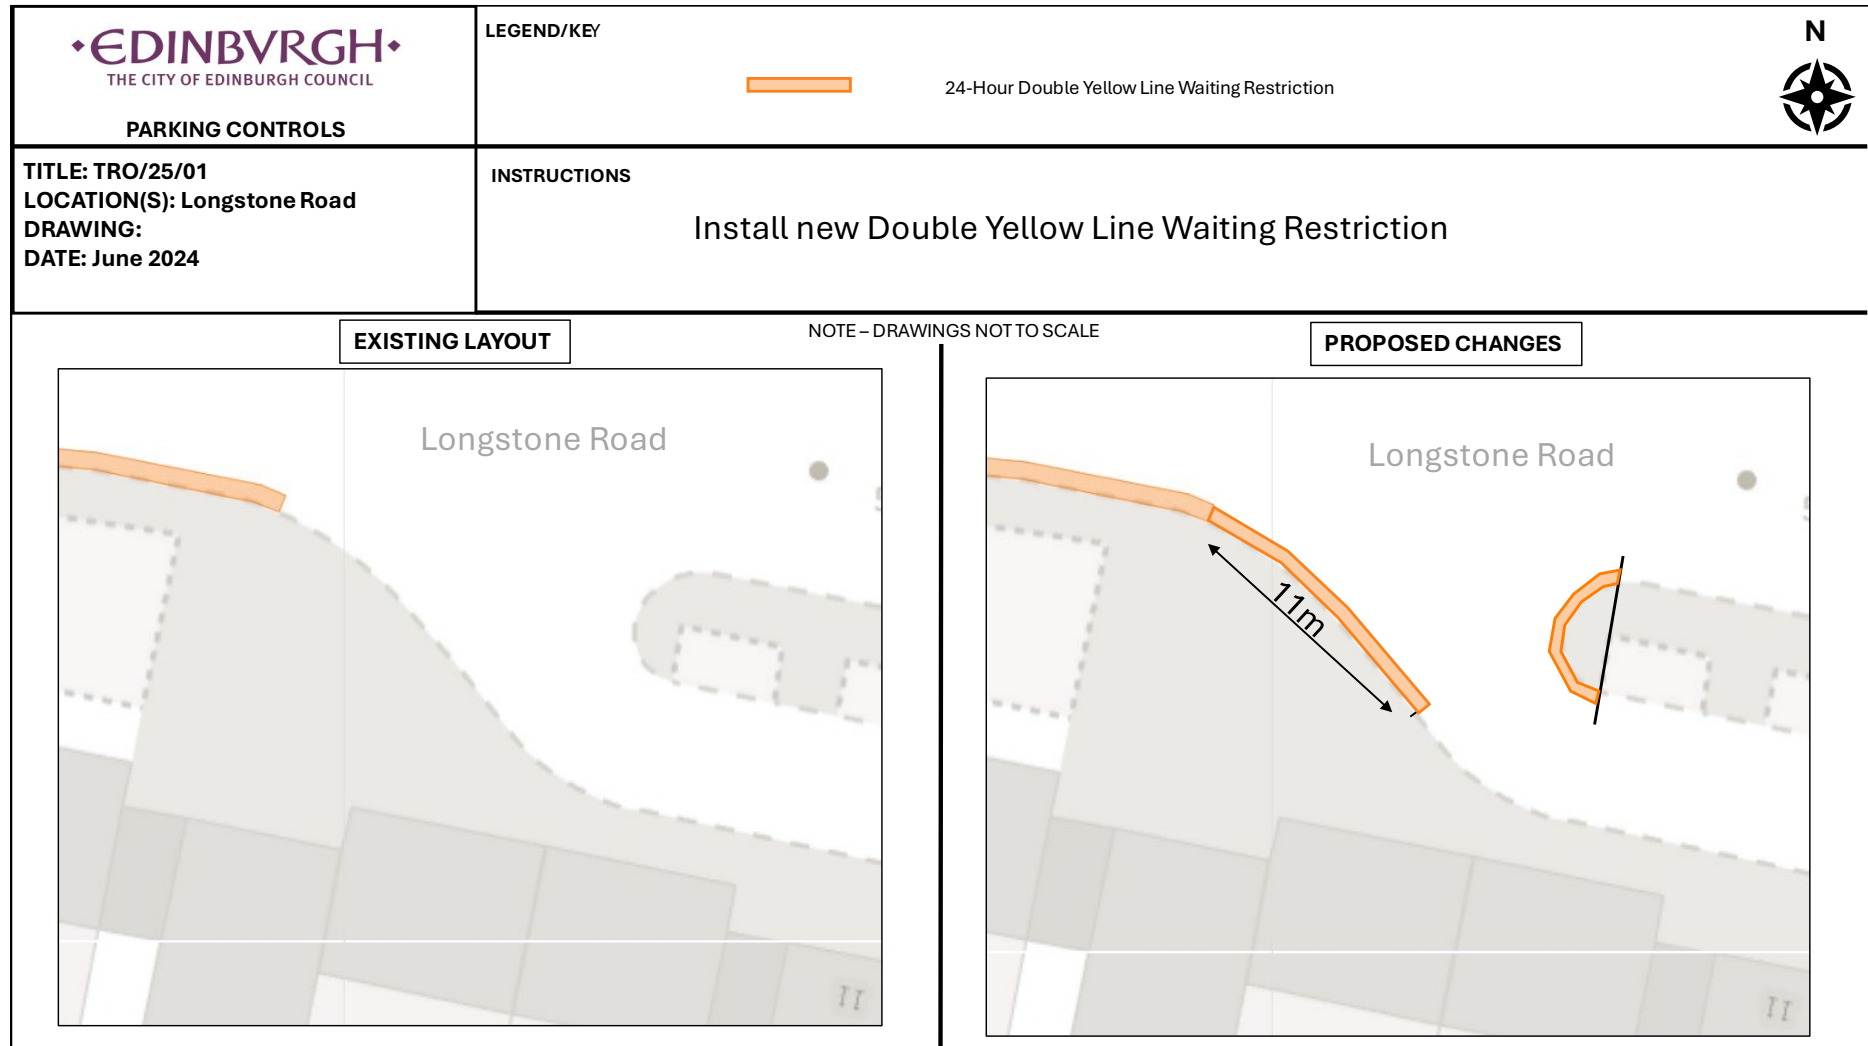 EDINBVRGH
THE CITY OF EDINBURGH COUNCIL
PARKING CONTROLS
LEGEND/KEY
24-Hour Double Yellow Line Waiting Restriction
N
TITLE: TRO/25/01
LOCATION(S): Longstone Road
DRAWING:
DATE: June 2024
INSTRUCTIONS
Install new Double Yellow Line Waiting Restriction
EXISTING LAYOUT
NOTE – DRAWINGS NOT TO SCALE
PROPOSED CHANGES
Longstone Road
11
Longstone Road
11m
11